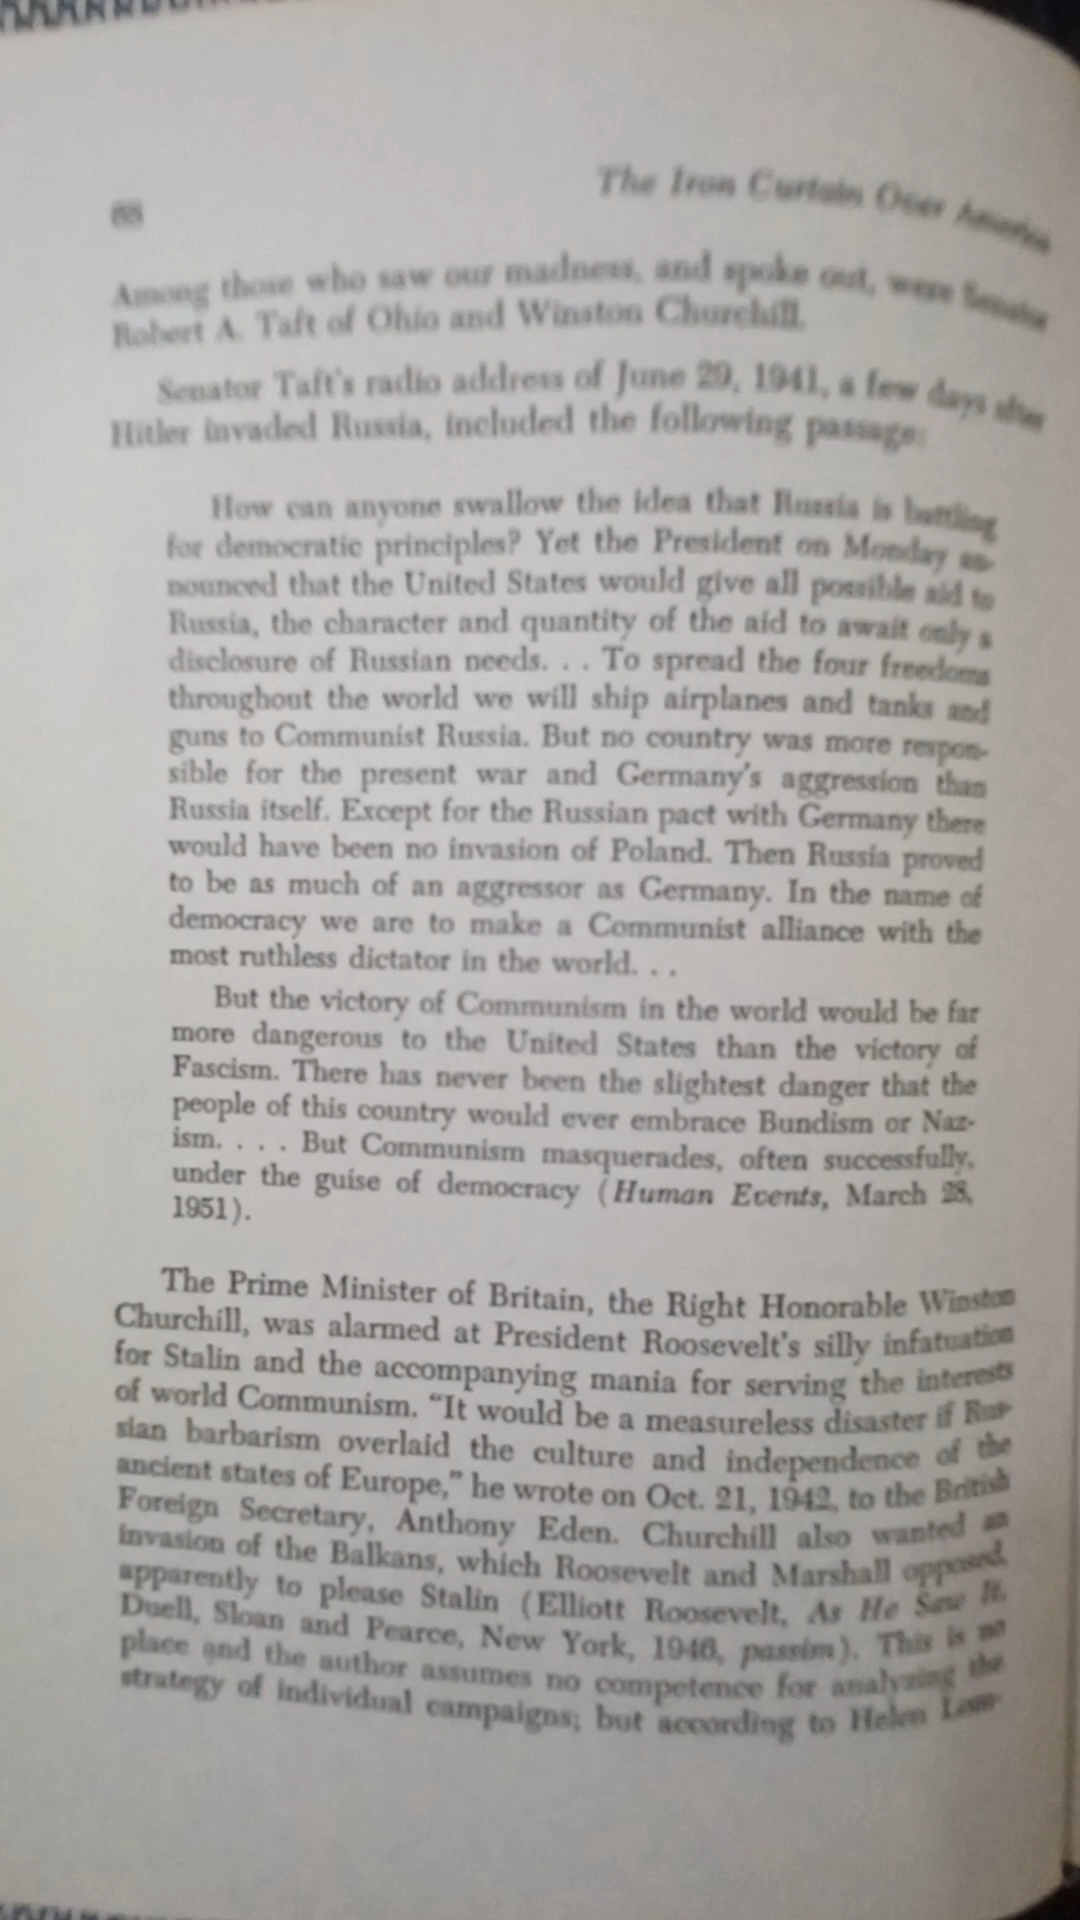 The Iron Curtain Over America
Among those who saw our madness, and spoke out, were Senator
Robert A. Taft of Ohio and Winston Churchill.
Senator Taft's radio address of June 29, 1941, a few days after
Hitler invaded Russia, included the following passage:
How can anyone swallow the idea that Russia is battling
for democratic principles? Yet the President on Monday an-
nounced that the United States would give all possible aid to
Russia, the character and quantity of the aid to await only a
disclosure of Russian needs. . . To spread the four freedoms
throughout the world we will ship airplanes and tanks and
guns to Communist Russia. But no country was more respon-
sible for the present war and Germany's aggression than
Russia itself. Except for the Russian pact with Germany there
would have been no invasion of Poland. Then Russia proved
to be as much of an aggressor as Germany. In the name of
democracy we are to make a Communist alliance with the
most ruthless dictator in the world. . .
But the victory of Communism in the world would be far
more dangerous to the United States than the victory of
Fascism. There has never been the slightest danger that the
people of this country would ever embrace Bundism or Naz-
ism. . . . But Communism masquerades, often successfully,
under the guise of democracy (Human Events, March 28,
1951).
The Prime Minister of Britain, the Right Honorable Winston
Churchill, was alarmed at President Roosevelt's silly infatuation
for Stalin and the accompanying mania for serving the interests
of world Communism. “It would be a measureless disaster if Rus-
sian barbarism overlaid the culture and independence of the
ancient states of Europe,” he wrote on Oct. 21, 1942, to the British
Foreign Secretary, Anthony Eden. Churchill also wanted an
invasion of the Balkans, which Roosevelt and Marshall opposed,
apparently to please Stalin (Elliott Roosevelt, As He Saw It,
Duell, Sloan and Pearce, New York, 1946, passim). This is no
place and the author assumes no competence for analyzing the
strategy of individual campaigns; but according to Helen Lom-